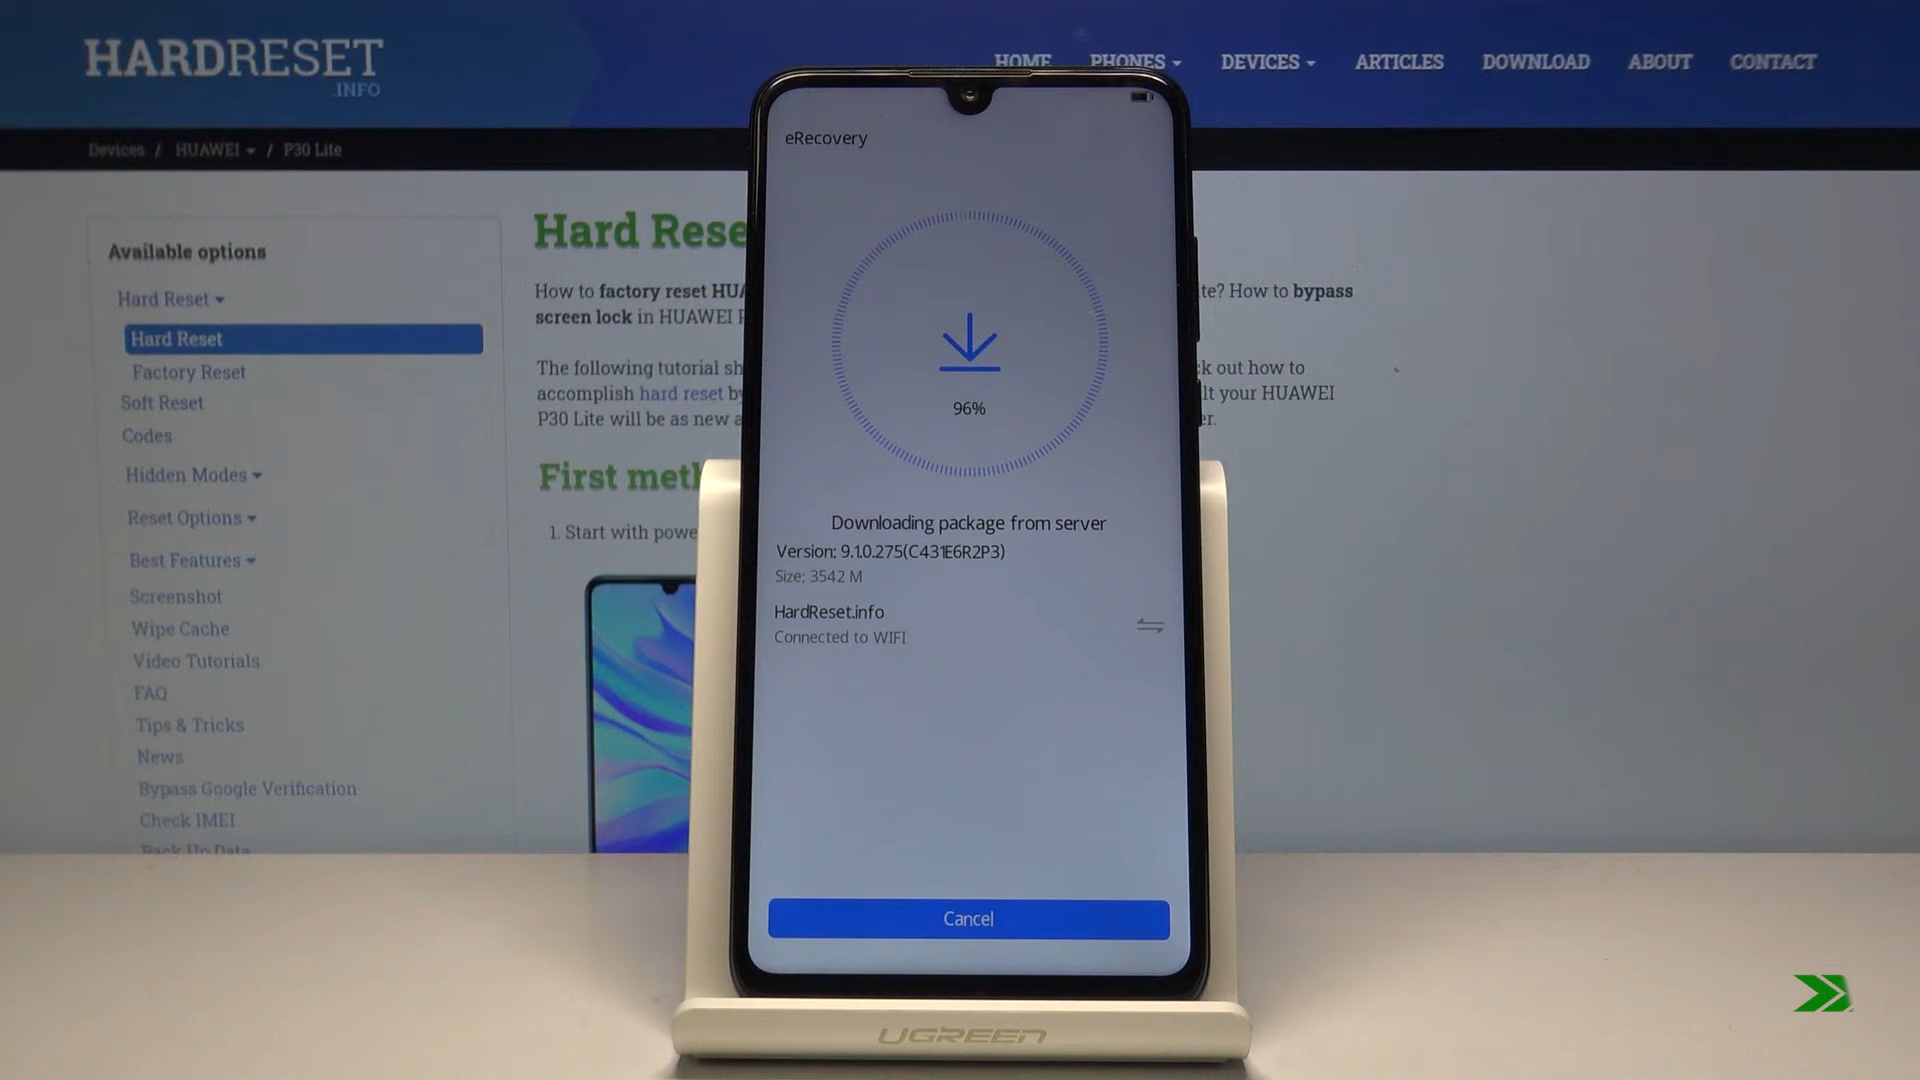 HARDRESET
.INFO
HOME PHONES DEVICES ARTICLES DOWNLOAD ABOUT CONTACT
Devices / HUAWEI / P30 Lite
Available options
Hard Reset
Hard Reset
Factory Reset
Soft Reset
Codes
Hidden Modes
Reset Options
Best Features
Screenshot
Wipe Cache
Video Tutorials
FAQ
Tips & Tricks
News
Bypass Google Verification
Check IMEI
Back Up Data
Hard Rese
How to factory reset HUA te? How to bypass
screen lock in HUAWEI P
The following tutorial sh ck out how to
accomplish hard reset by lt your HUAWEI
P30 Lite will be as new a er.
First meth
1. Start with powe
eRecovery
96%
Downloading package from server
Version: 9.1.0.275(C431E6R2P3)
Size: 3542 M
HardReset.info
Connected to WIFI
Cancel
UGREEN